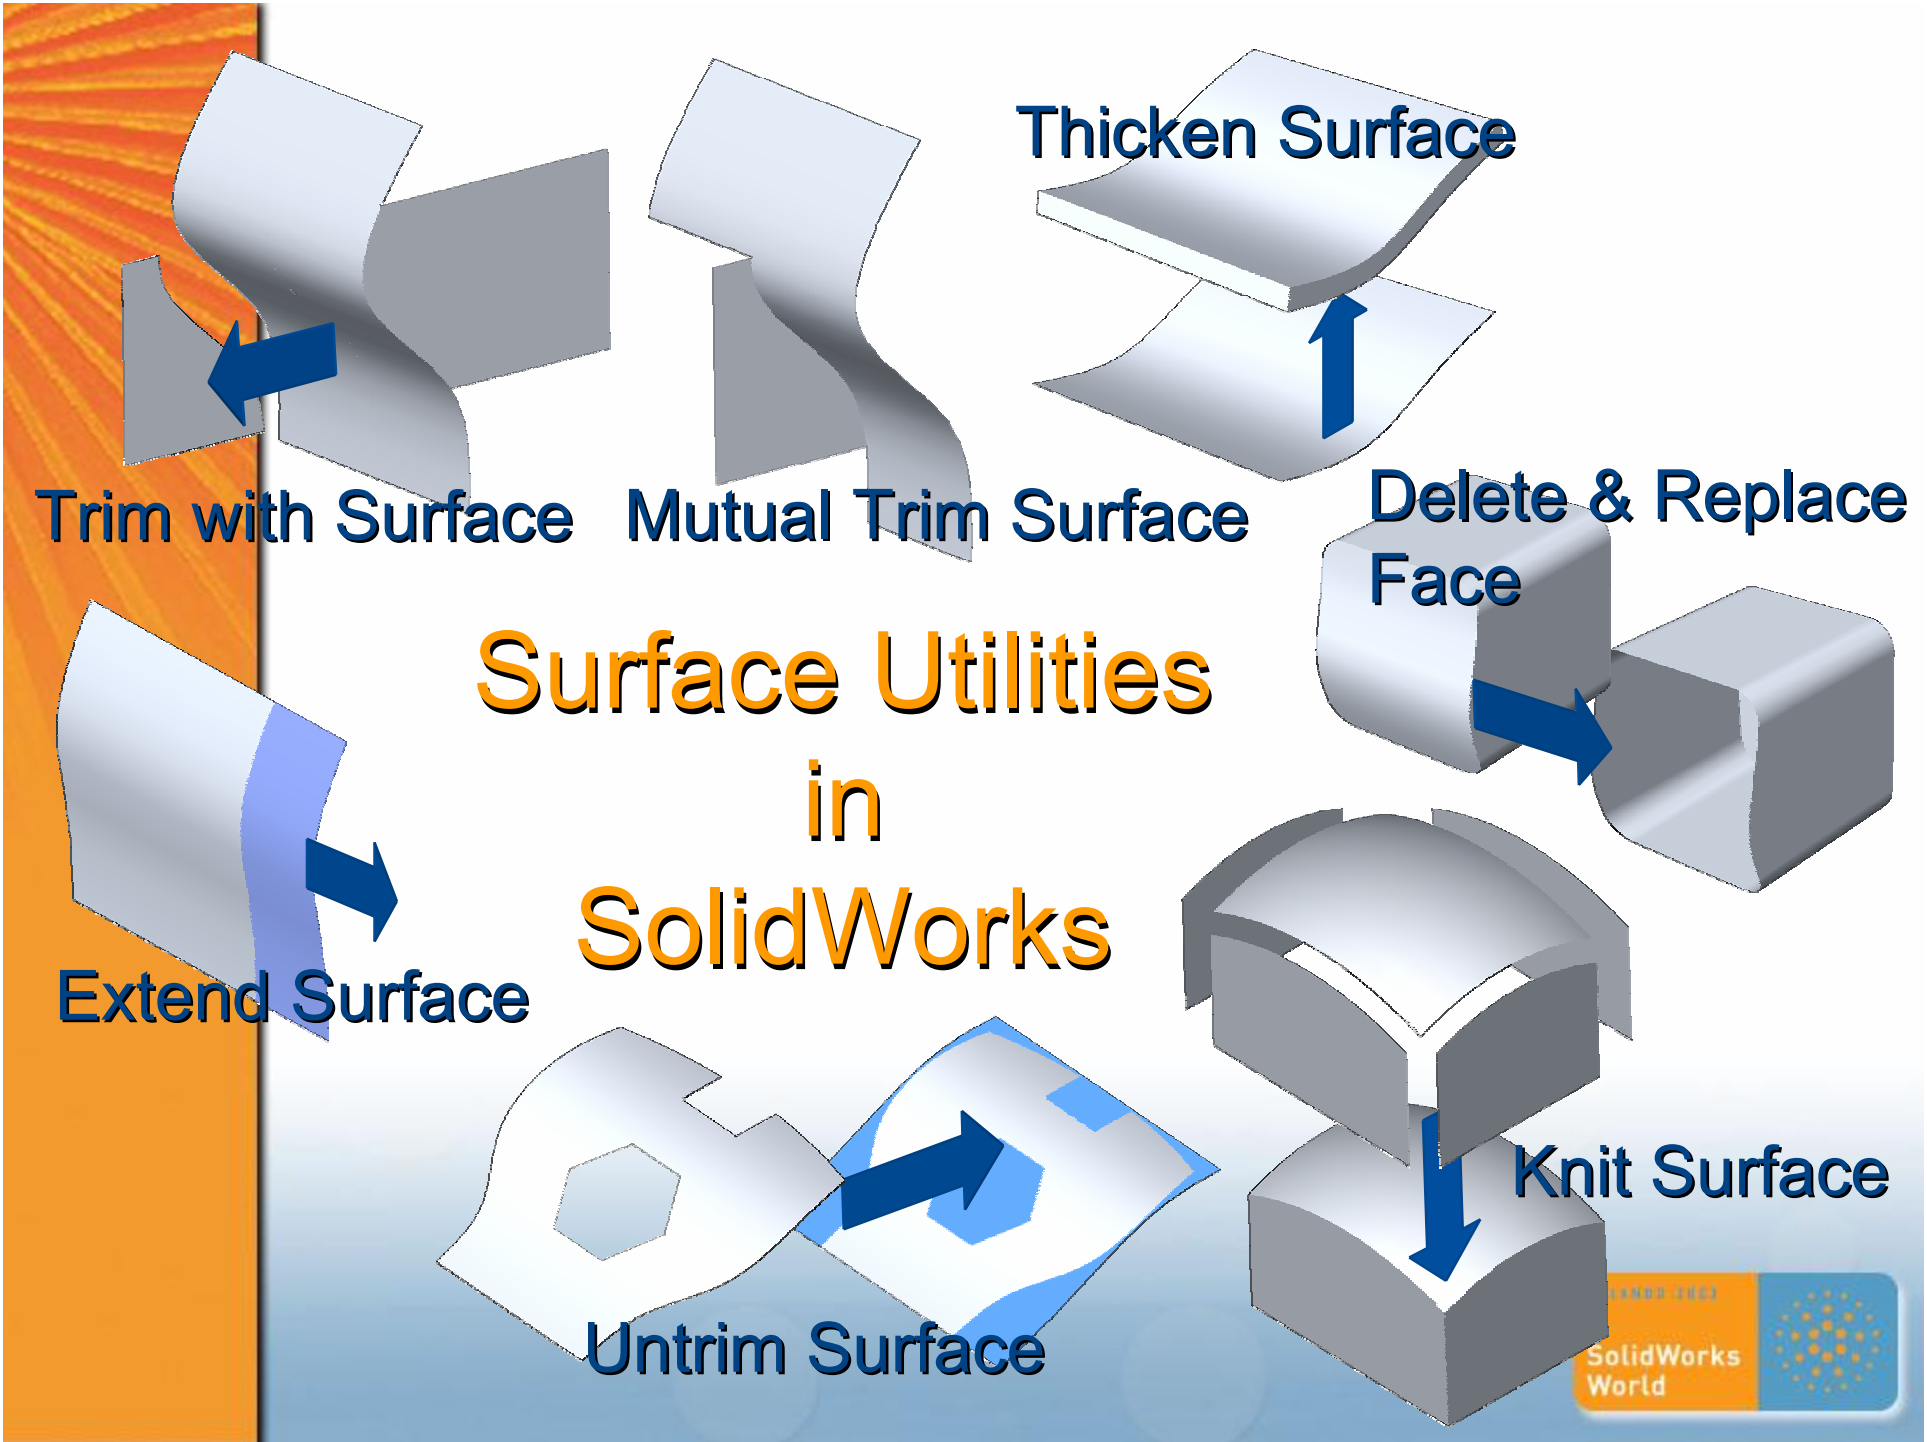 Thicken Surface
Trim with Surface
Mutual Trim Surface
Delete & Replace
Face
Surface Utilities
in
SolidWorks
Extend Surface
Knit Surface
Untrim Surface
2003
SolidWorks
World